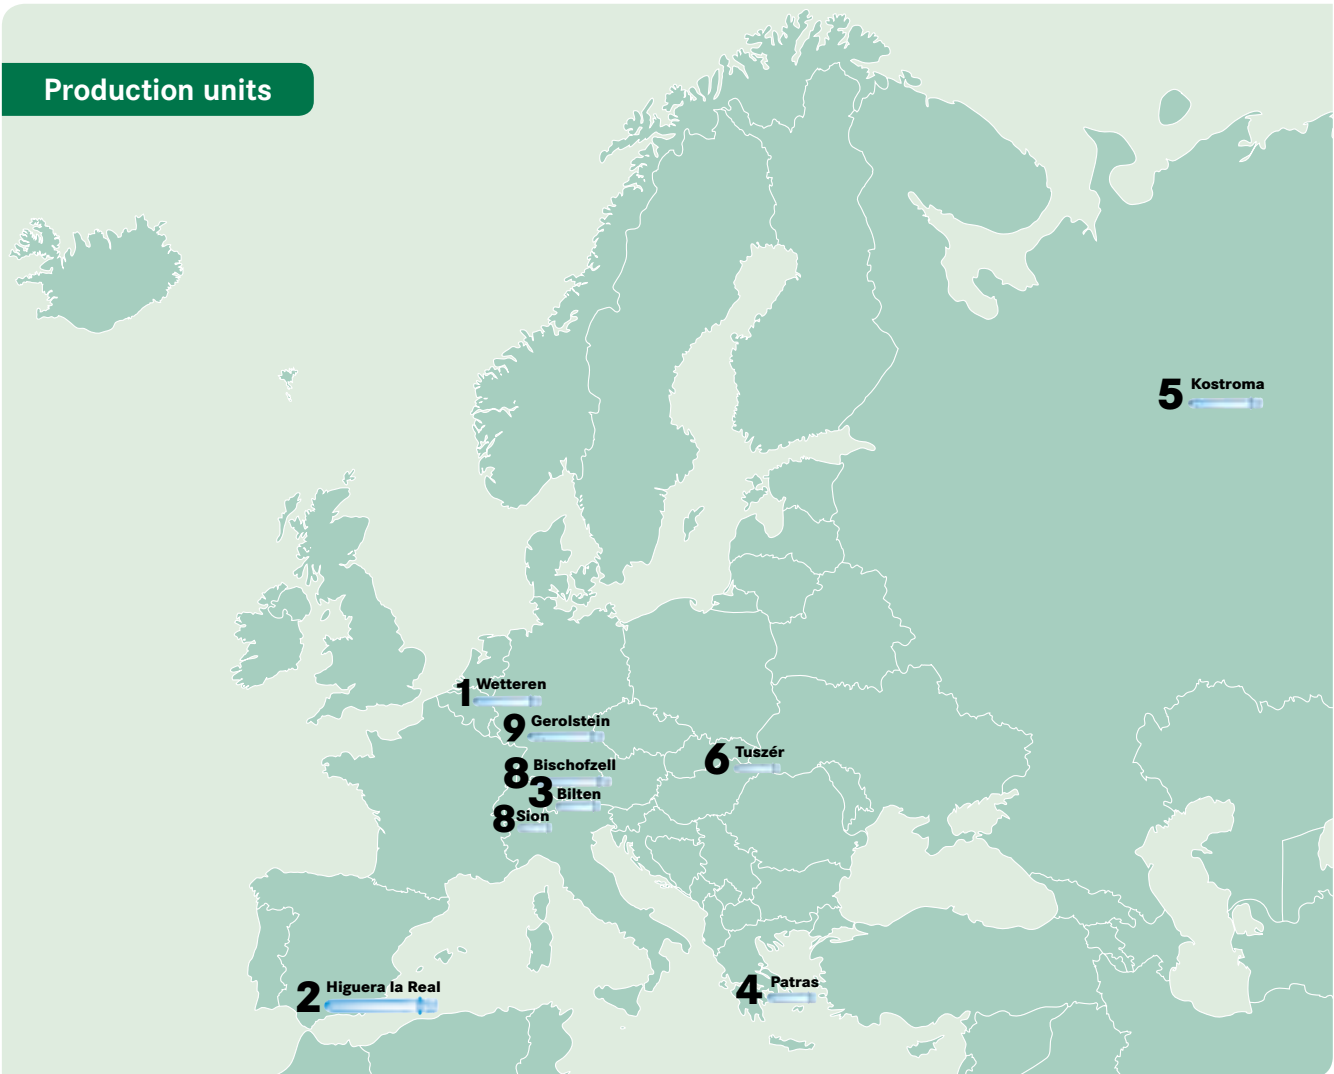 Production units
5 Kostroma
1 Wetteren
9 Gerolstein
6 Tuszér
8 Bischofzell
3 Bilten
8 Sion
4 Patras
2 Higuera la Real